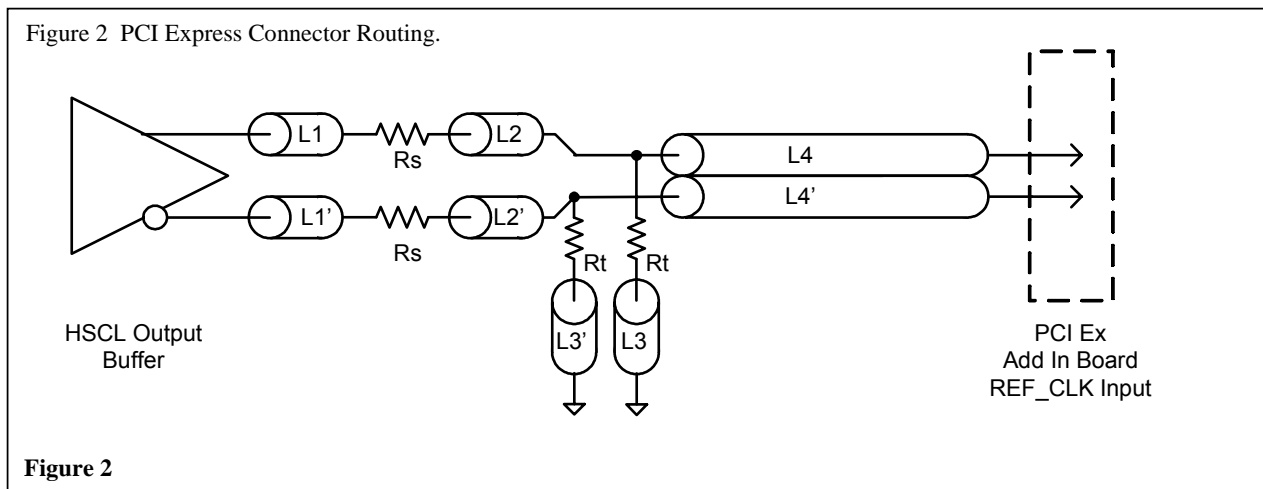 Figure 2 PCI Express Connector Routing.
L1
Rs
L2
L4
L1'
Rs
L2'
L4'
Rt
Rt
L3'
L3
HSCL Output
Buffer
PCI Ex
Add In Board
REF_CLK Input
Figure 2